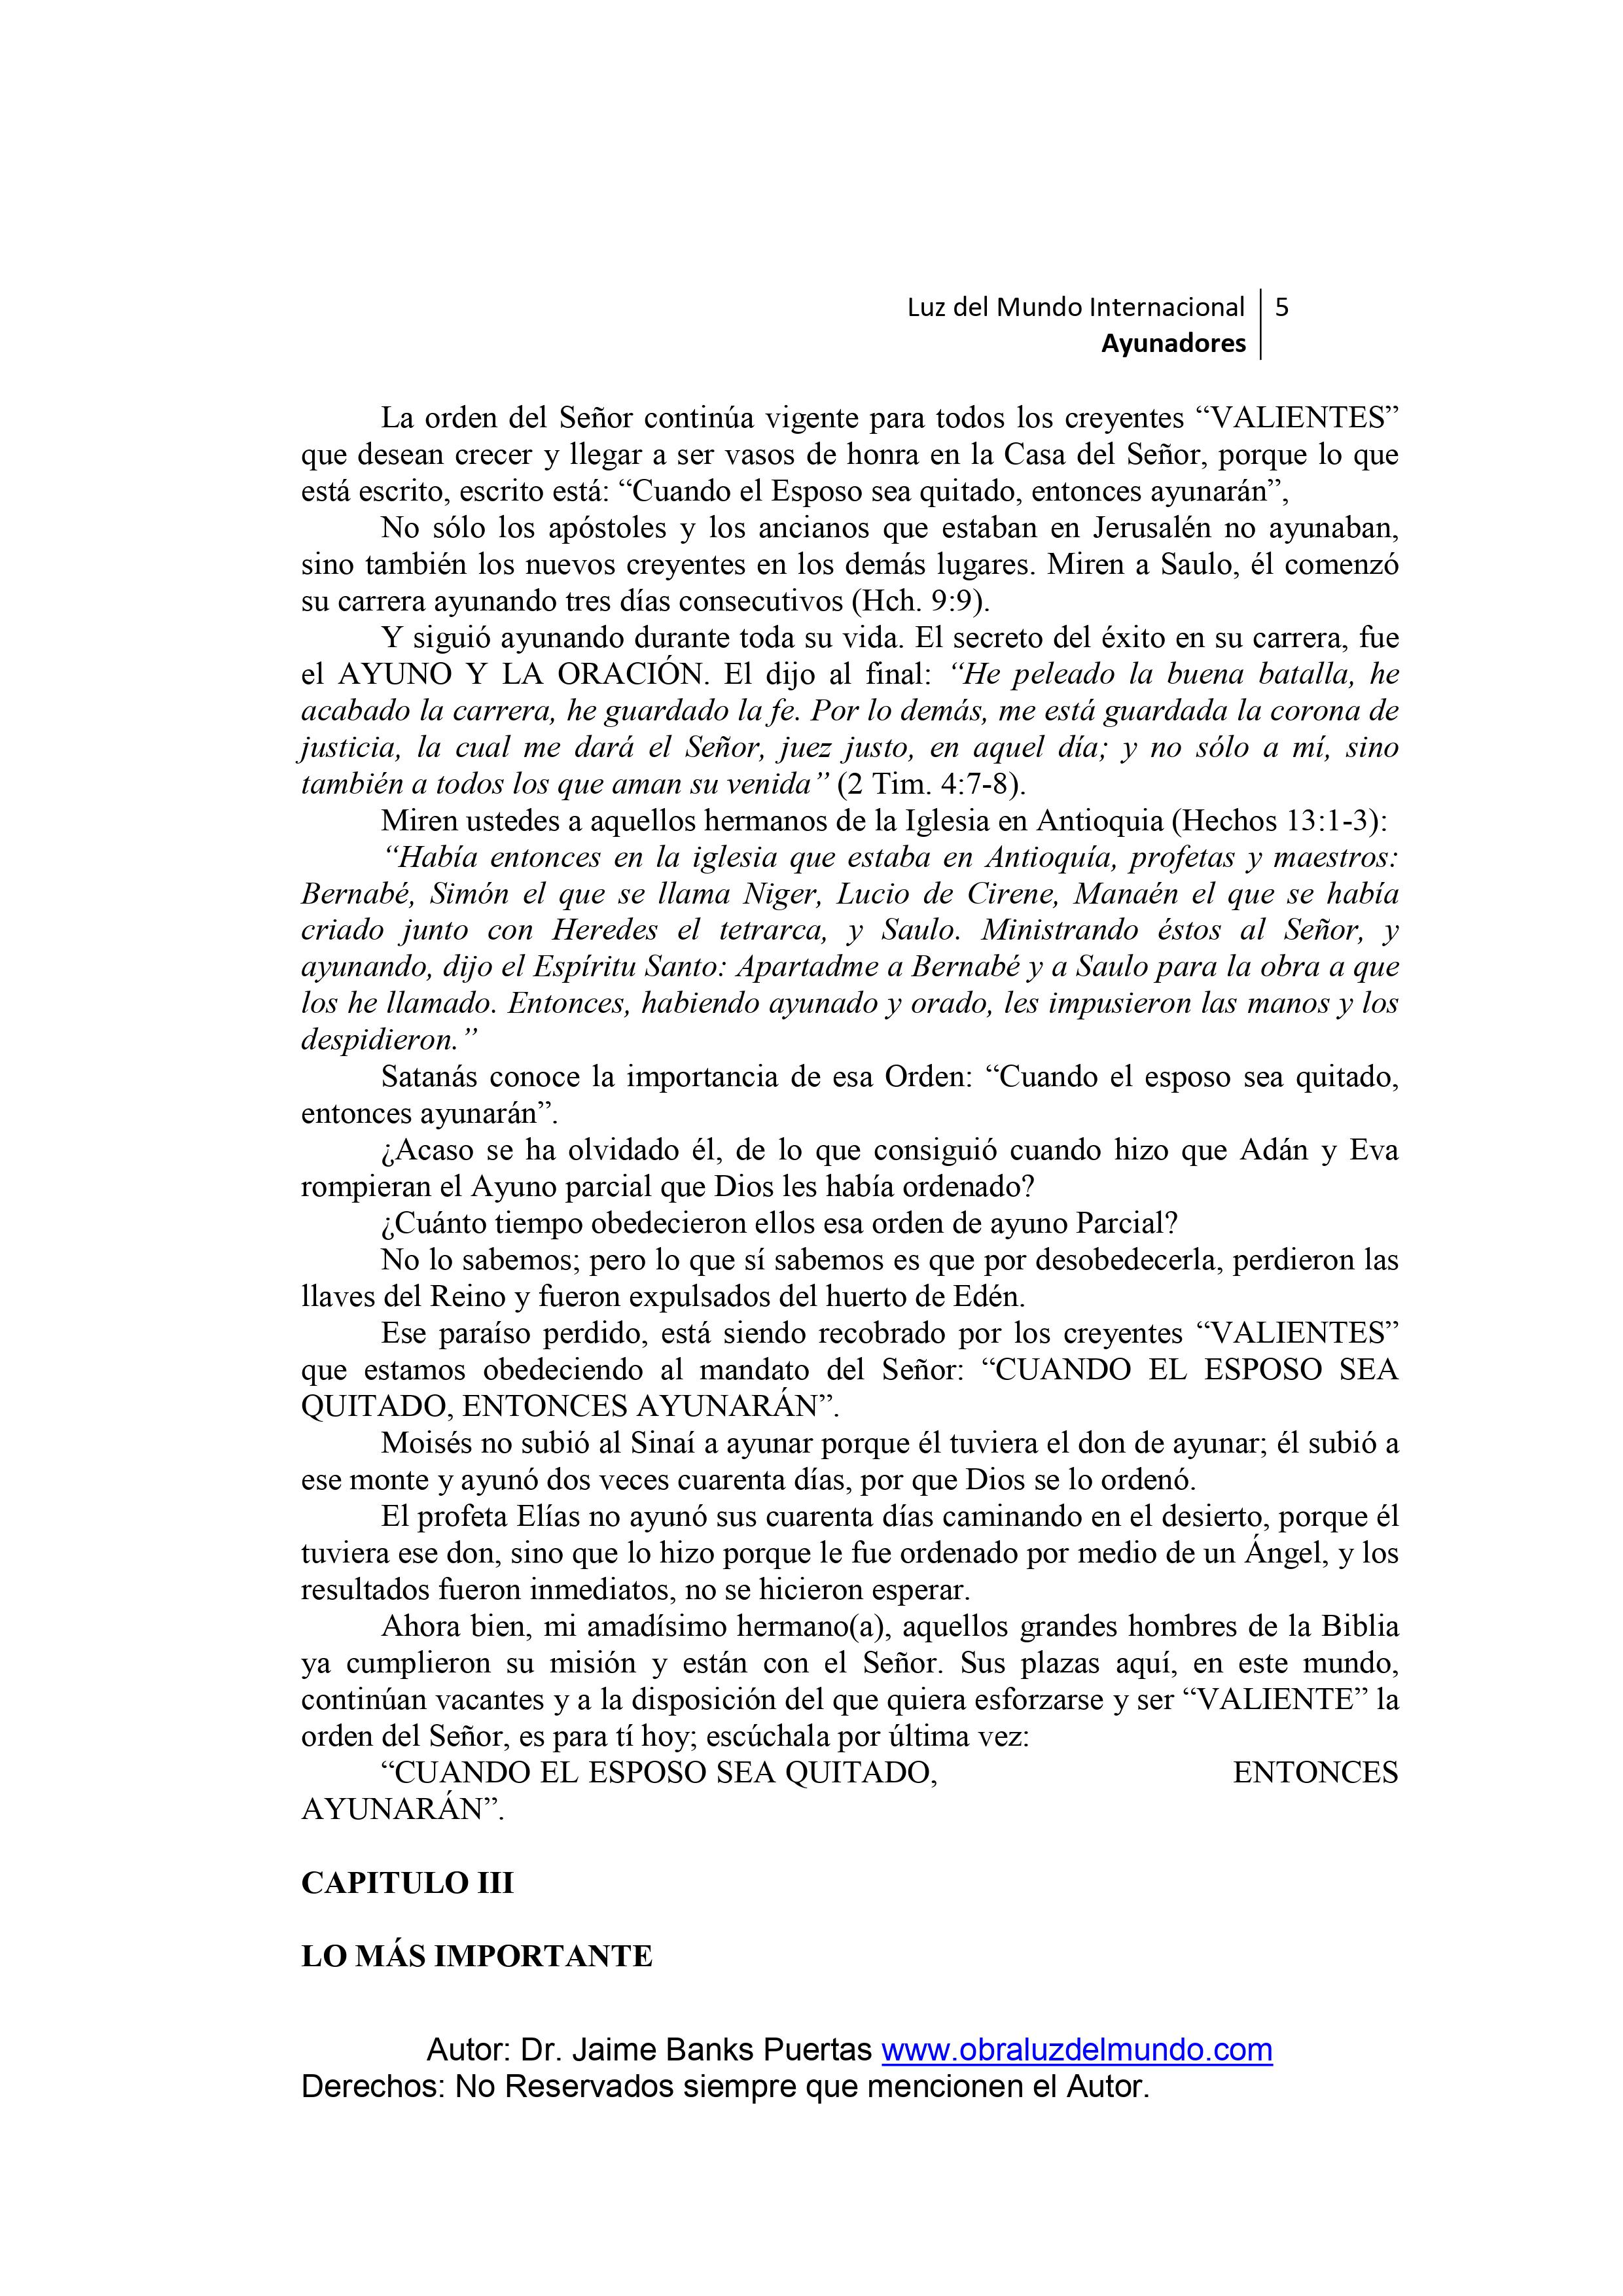 Luz del Mundo Internacional 5
Ayunadores
La orden del Señor continúa vigente para todos los creyentes “VALIENTES”
que desean crecer y llegar a ser vasos de honra en la Casa del Señor, porque lo que
está escrito, escrito está: “Cuando el Esposo sea quitado, entonces ayunarán”,
No sólo los apóstoles y los ancianos que estaban en Jerusalén no ayunaban,
sino también los nuevos creyentes en los demás lugares. Miren a Saulo, él comenzó
su carrera ayunando tres días consecutivos (Hch. 9:9).
Y siguió ayunando durante toda su vida. El secreto del éxito en su carrera, fue
el AYUNO Y LA ORACIÓN. El dijo al final: “He peleado la buena batalla, he
acabado la carrera, he guardado la fe. Por lo demás, me está guardada la corona de
justicia, la cual me dará el Señor, juez justo, en aquel día; y no sólo a mí, sino
también a todos los que aman su venida” (2 Tim. 4:7-8).
Miren ustedes a aquellos hermanos de la Iglesia en Antioquia (Hechos 13:1-3):
“Había entonces en la iglesia que estaba en Antioquía, profetas y maestros:
Bernabé, Simón el que se llama Niger, Lucio de Cirene, Manaén el que se había
criado junto con Heredes el tetrarca, y Saulo. Ministrando éstos al Señor, y
ayunando, dijo el Espíritu Santo: Apartadme a Bernabé y a Saulo para la obra a que
los he llamado. Entonces, habiendo ayunado y orado, les impusieron las manos y los
despidieron.”
Satanás conoce la importancia de esa Orden: “Cuando el esposo sea quitado,
entonces ayunarán”.
¿Acaso se ha olvidado él, de lo que consiguió cuando hizo que Adán y Eva
rompieran el Ayuno parcial que Dios les había ordenado?
¿Cuánto tiempo obedecieron ellos esa orden de ayuno Parcial?
No lo sabemos; pero lo que sí sabemos es que por desobedecerla, perdieron las
llaves del Reino y fueron expulsados del huerto de Edén.
Ese paraíso perdido, está siendo recobrado por los creyentes “VALIENTES”
que estamos obedeciendo al mandato del Señor: “CUANDO EL ESPOSO SEA
QUITADO, ENTONCES AYUNARÁN”.
Moisés no subió al Sinaí a ayunar porque él tuviera el don de ayunar; él subió a
ese monte y ayunó dos veces cuarenta días, por que Dios se lo ordenó.
El profeta Elías no ayunó sus cuarenta días caminando en el desierto, porque él
tuviera ese don, sino que lo hizo porque le fue ordenado por medio de un Ángel, y los
resultados fueron inmediatos, no se hicieron esperar.
Ahora bien, mi amadísimo hermano(a), aquellos grandes hombres de la Biblia
ya cumplieron su misión y están con el Señor. Sus plazas aquí, en este mundo,
continúan vacantes y a la disposición del que quiera esforzarse y ser “VALIENTE” la
orden del Señor, es para tí hoy; escúchala por última vez:
“CUANDO EL ESPOSO SEA QUITADO, ENTONCES
AYUNARÁN”.
CAPITULO III
LO MÁS IMPORTANTE
Autor: Dr. Jaime Banks Puertas www.obraluzdelmundo.com
Derechos: No Reservados siempre que mencionen el Autor.